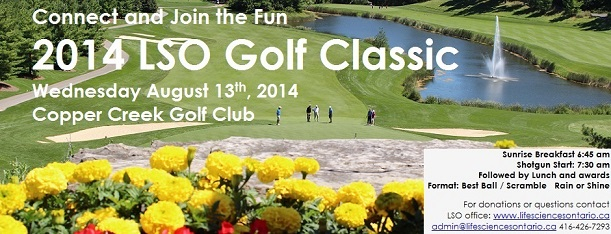 Connect and Join the Fun
2014 LSO Golf Classic
Wednesday August 13th, 2014
Copper Creek Golf Club
Sunrise Breakfast 6:45 am
Shotgun Start: 7:30 am
Followed by Lunch and awards
Format: Best Ball / Scramble Rain or Shine
For donations or questions contact
LSO office: www.lifesciencesontario.ca
admin@lifesciencesontario.ca 416-426-7293